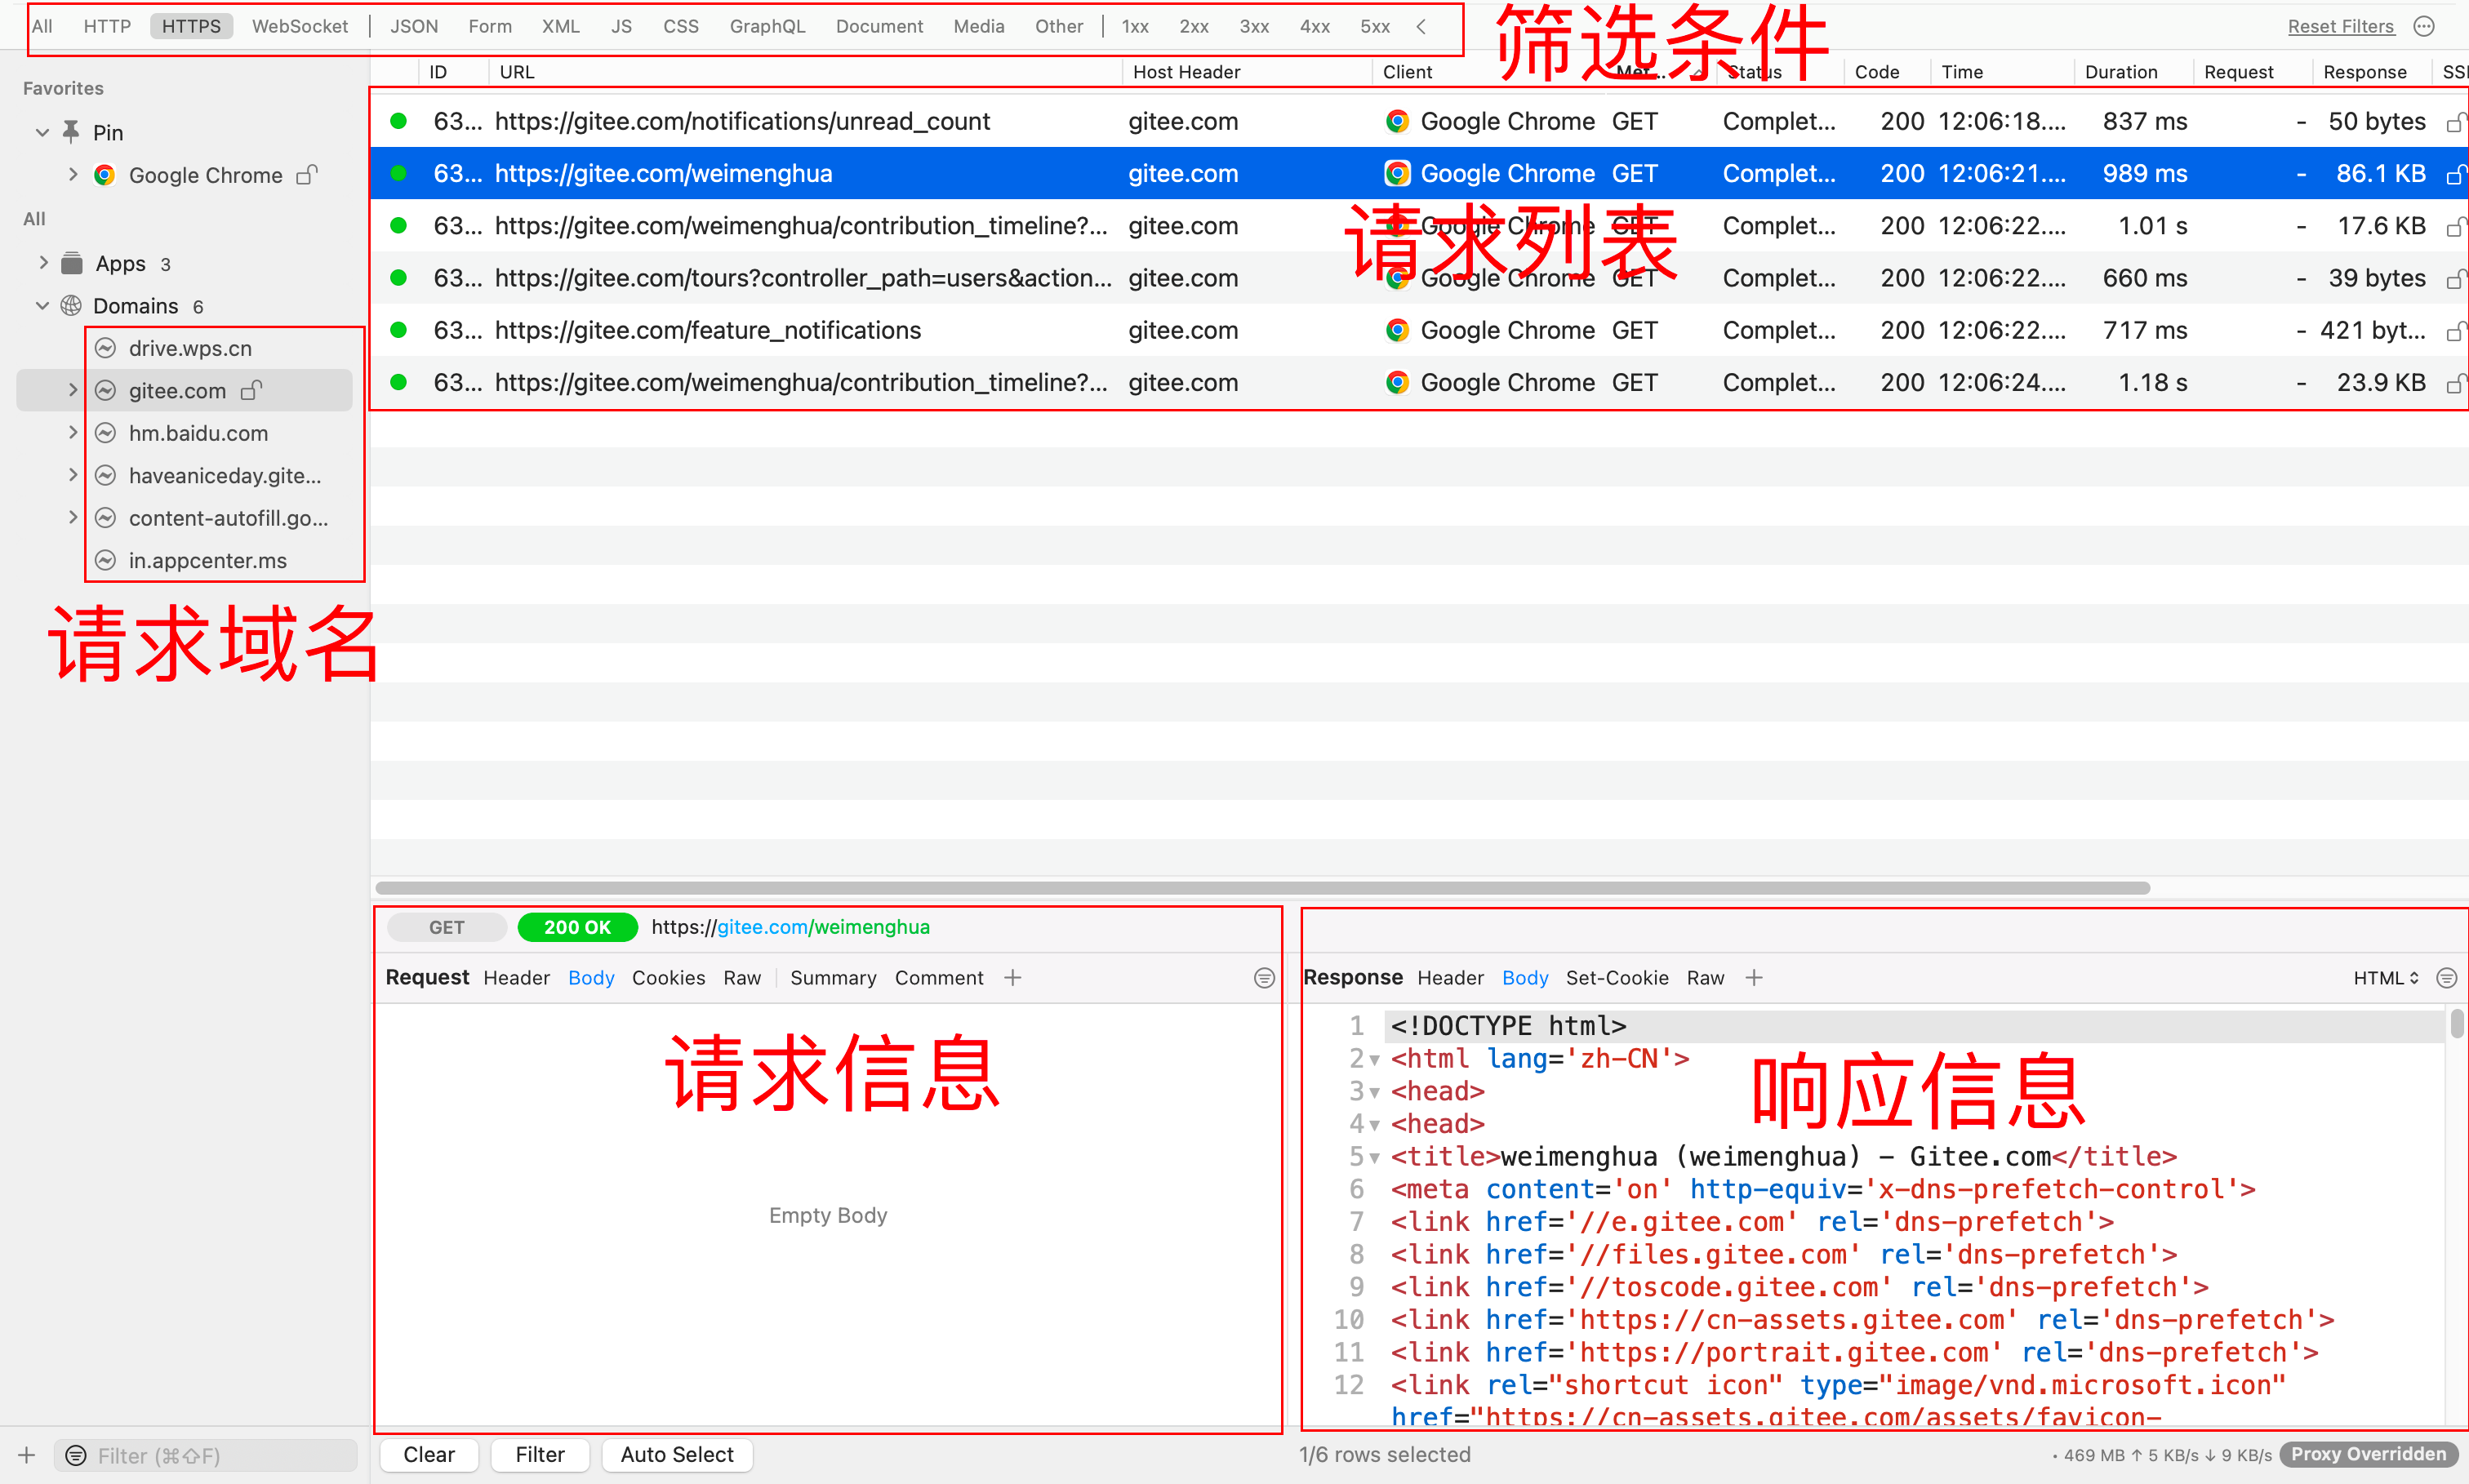 All HTTP HTTPS WebSocket JSON Form XML JS CSS GraphQL Document Media Other 1xx 2xx 3xx 4xx 5xx 筛选条件 Reset Filters
Favorites
Pin
Google Chrome
All
Apps 3
Domains 6
drive.wps.cn
gitee.com
hm.baidu.com
haveaniceday.gite...
content-autofill.go...
in.appcenter.ms
请求域名
ID URL Host Header Client Met... Status Code Time Duration Request Response SSL
63... https://gitee.com/notifications/unread_count gitee.com Google Chrome GET Complet... 200 12:06:18.... 837 ms - 50 bytes
63... https://gitee.com/weimenghua gitee.com Google Chrome GET Complet... 200 12:06:21.... 989 ms - 86.1 KB
63... https://gitee.com/weimenghua/contribution_timeline?... gitee.com Google Chrome GET Complet... 200 12:06:22.... 1.01 s - 17.6 KB
请求列表
63... https://gitee.com/tours?controller_path=users&action... gitee.com Google Chrome GET Complet... 200 12:06:22.... 660 ms - 39 bytes
63... https://gitee.com/feature_notifications gitee.com Google Chrome GET Complet... 200 12:06:22.... 717 ms - 421 byt...
63... https://gitee.com/weimenghua/contribution_timeline?... gitee.com Google Chrome GET Complet... 200 12:06:24.... 1.18 s - 23.9 KB
GET 200 OK https://gitee.com/weimenghua
Request Header Body Cookies Raw Summary Comment +
请求信息
Empty Body
Response Header Body Set-Cookie Raw + HTML
响应信息
1 <!DOCTYPE html>
2 <html lang='zh-CN'>
3 <head>
4 <head>
5 <title>weimenghua (weimenghua) - Gitee.com</title>
6 <meta content='on' http-equiv='x-dns-prefetch-control'>
7 <link href='//e.gitee.com' rel='dns-prefetch'>
8 <link href='//files.gitee.com' rel='dns-prefetch'>
9 <link href='//toscode.gitee.com' rel='dns-prefetch'>
10 <link href='https://cn-assets.gitee.com' rel='dns-prefetch'>
11 <link href='https://portrait.gitee.com' rel='dns-prefetch'>
12 <link rel="shortcut icon" type="image/vnd.microsoft.icon"
href="https://cn-assets.gitee.com/assets/favicon-
+ Filter (⌘⇧F) Clear Filter Auto Select 1/6 rows selected • 469 MB ↑ 5 KB/s ↓ 9 KB/s Proxy Overridden